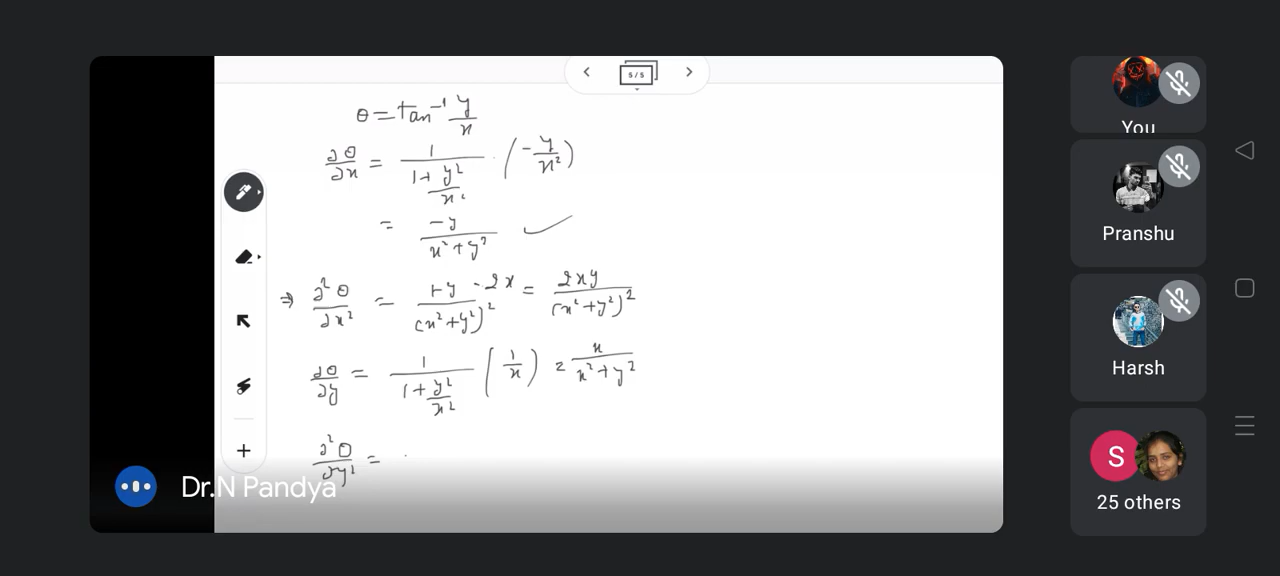 5/5
θ = tan⁻¹ y/x
∂θ/∂x = 1/(1 + y²/x²) · (-y/x²)
= -y/(x² + y²) ✓
⇒ ∂²θ/∂x² = +y/(x² + y²)² · 2x = 2xy/(x² + y²)²
∂θ/∂y = 1/(1 + y²/x²) (1/x) = x/(x² + y²)
∂²θ/∂y² =
Dr.N Pandya
You
Pranshu
Harsh
S
25 others